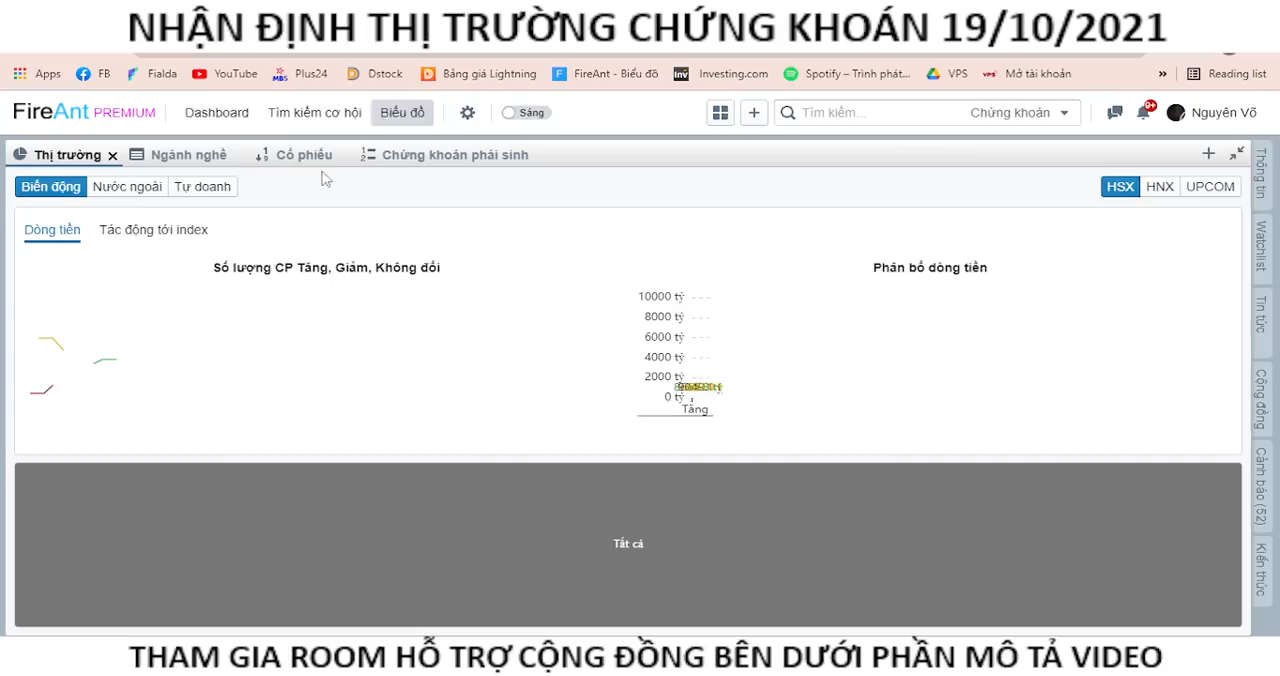 NHẬN ĐỊNH THỊ TRƯỜNG CHỨNG KHOÁN 19/10/2021
Apps FB Fialda YouTube Plus24 Dstock Bảng giá Lightning FireAnt - Biểu đồ Investing.com Spotify – Trình phát... VPS Mở tài khoản » Reading list
FireAnt PREMIUM Dashboard Tìm kiếm cơ hội Biểu đồ Sáng Tìm kiếm... Chứng khoán 9+ Nguyên Võ
Thị trường Ngành nghề Cổ phiếu Chứng khoán phái sinh
Biến động Nước ngoài Tự doanh HSX HNX UPCOM
Dòng tiền Tác động tới index
Số lượng CP Tăng, Giảm, Không đổi
Phân bổ dòng tiền
10000 tỷ
8000 tỷ
6000 tỷ
4000 tỷ
2000 tỷ
0 tỷ
Tăng
Tất cả
Thông tin
Watchlist
Tin tức
Cộng đồng
Cảnh báo (52)
Kiến thức
THAM GIA ROOM HỖ TRỢ CỘNG ĐỒNG BÊN DƯỚI PHẦN MÔ TẢ VIDEO